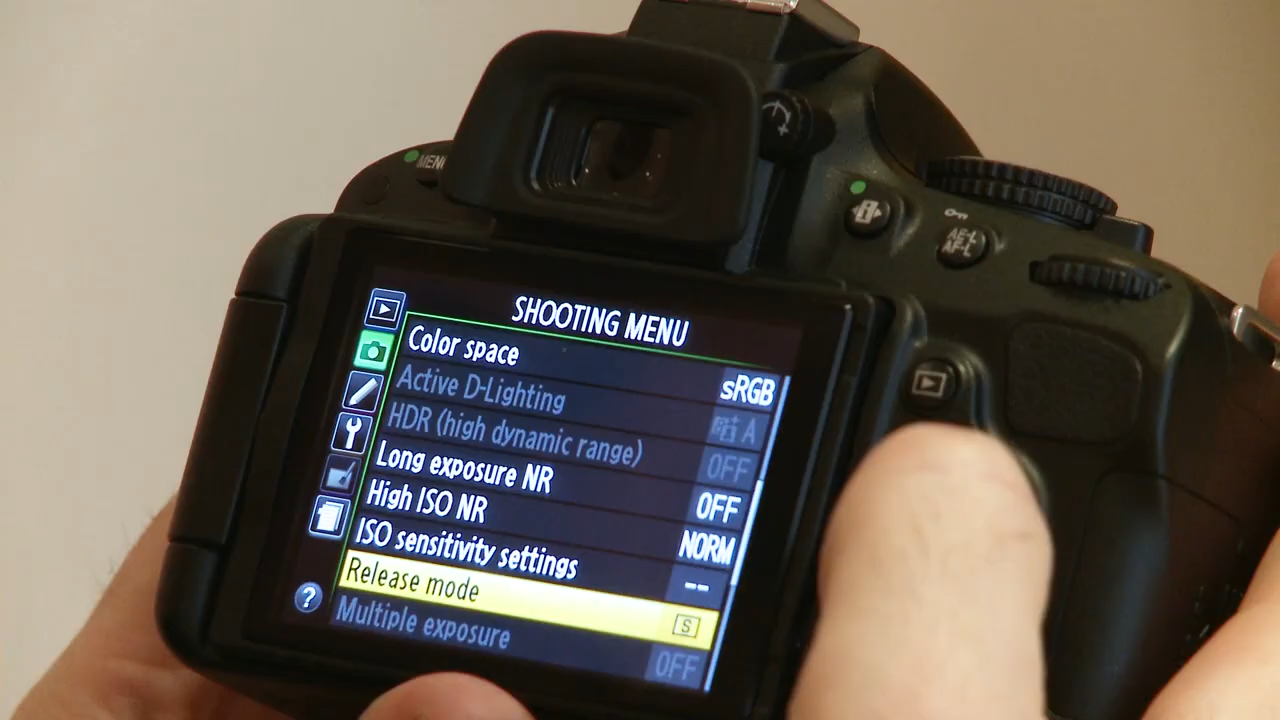 MENU
AE-L
AF-L
SHOOTING MENU
Color space sRGB
Active D-Lighting A
HDR (high dynamic range) OFF
Long exposure NR OFF
High ISO NR NORM
ISO sensitivity settings --
Release mode S
Multiple exposure OFF
?